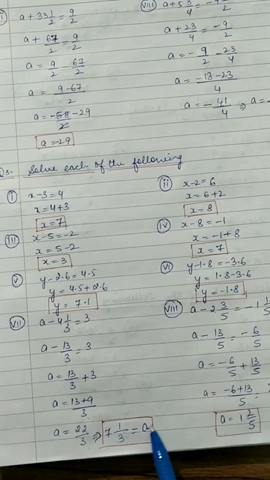 a+33 1/2 = 9/2
a + 67/2 = 9/2
a = 9/2 - 67/2
a = 9-67/2
a = -58/2 -29
a = -29
viii) a+5 3/4 =
a + 23/4 = -9/2
a = -9/2 - 23/4
a = -18-23/4
a = -41/4 ⇒ a =
Q3. Solve each of the following
i) x-3=4
x=4+3
x=7
ii) x-2=6
x=6+2
x=8
iii) x-5=-2
x=5-2
x=3
iv) x-8=-1
x=-1+8
x=7
v) y-2.6=4.5
y=4.5+2.6
y=7.1
vi) y-1.8=-3.6
y=1.8-3.6
y=-1.8
vii) a-4 1/3 = 3
a - 13/3 = 3
a = 13/3 + 3
a = 13+9/3
a = 22/3 ⇒ 7 1/3 = a
viii) a-2 3/5 = -1 1/5
a - 13/5 = -6/5
a = -6/5 + 13/5
a = -6+13/5
a = 1 2/5